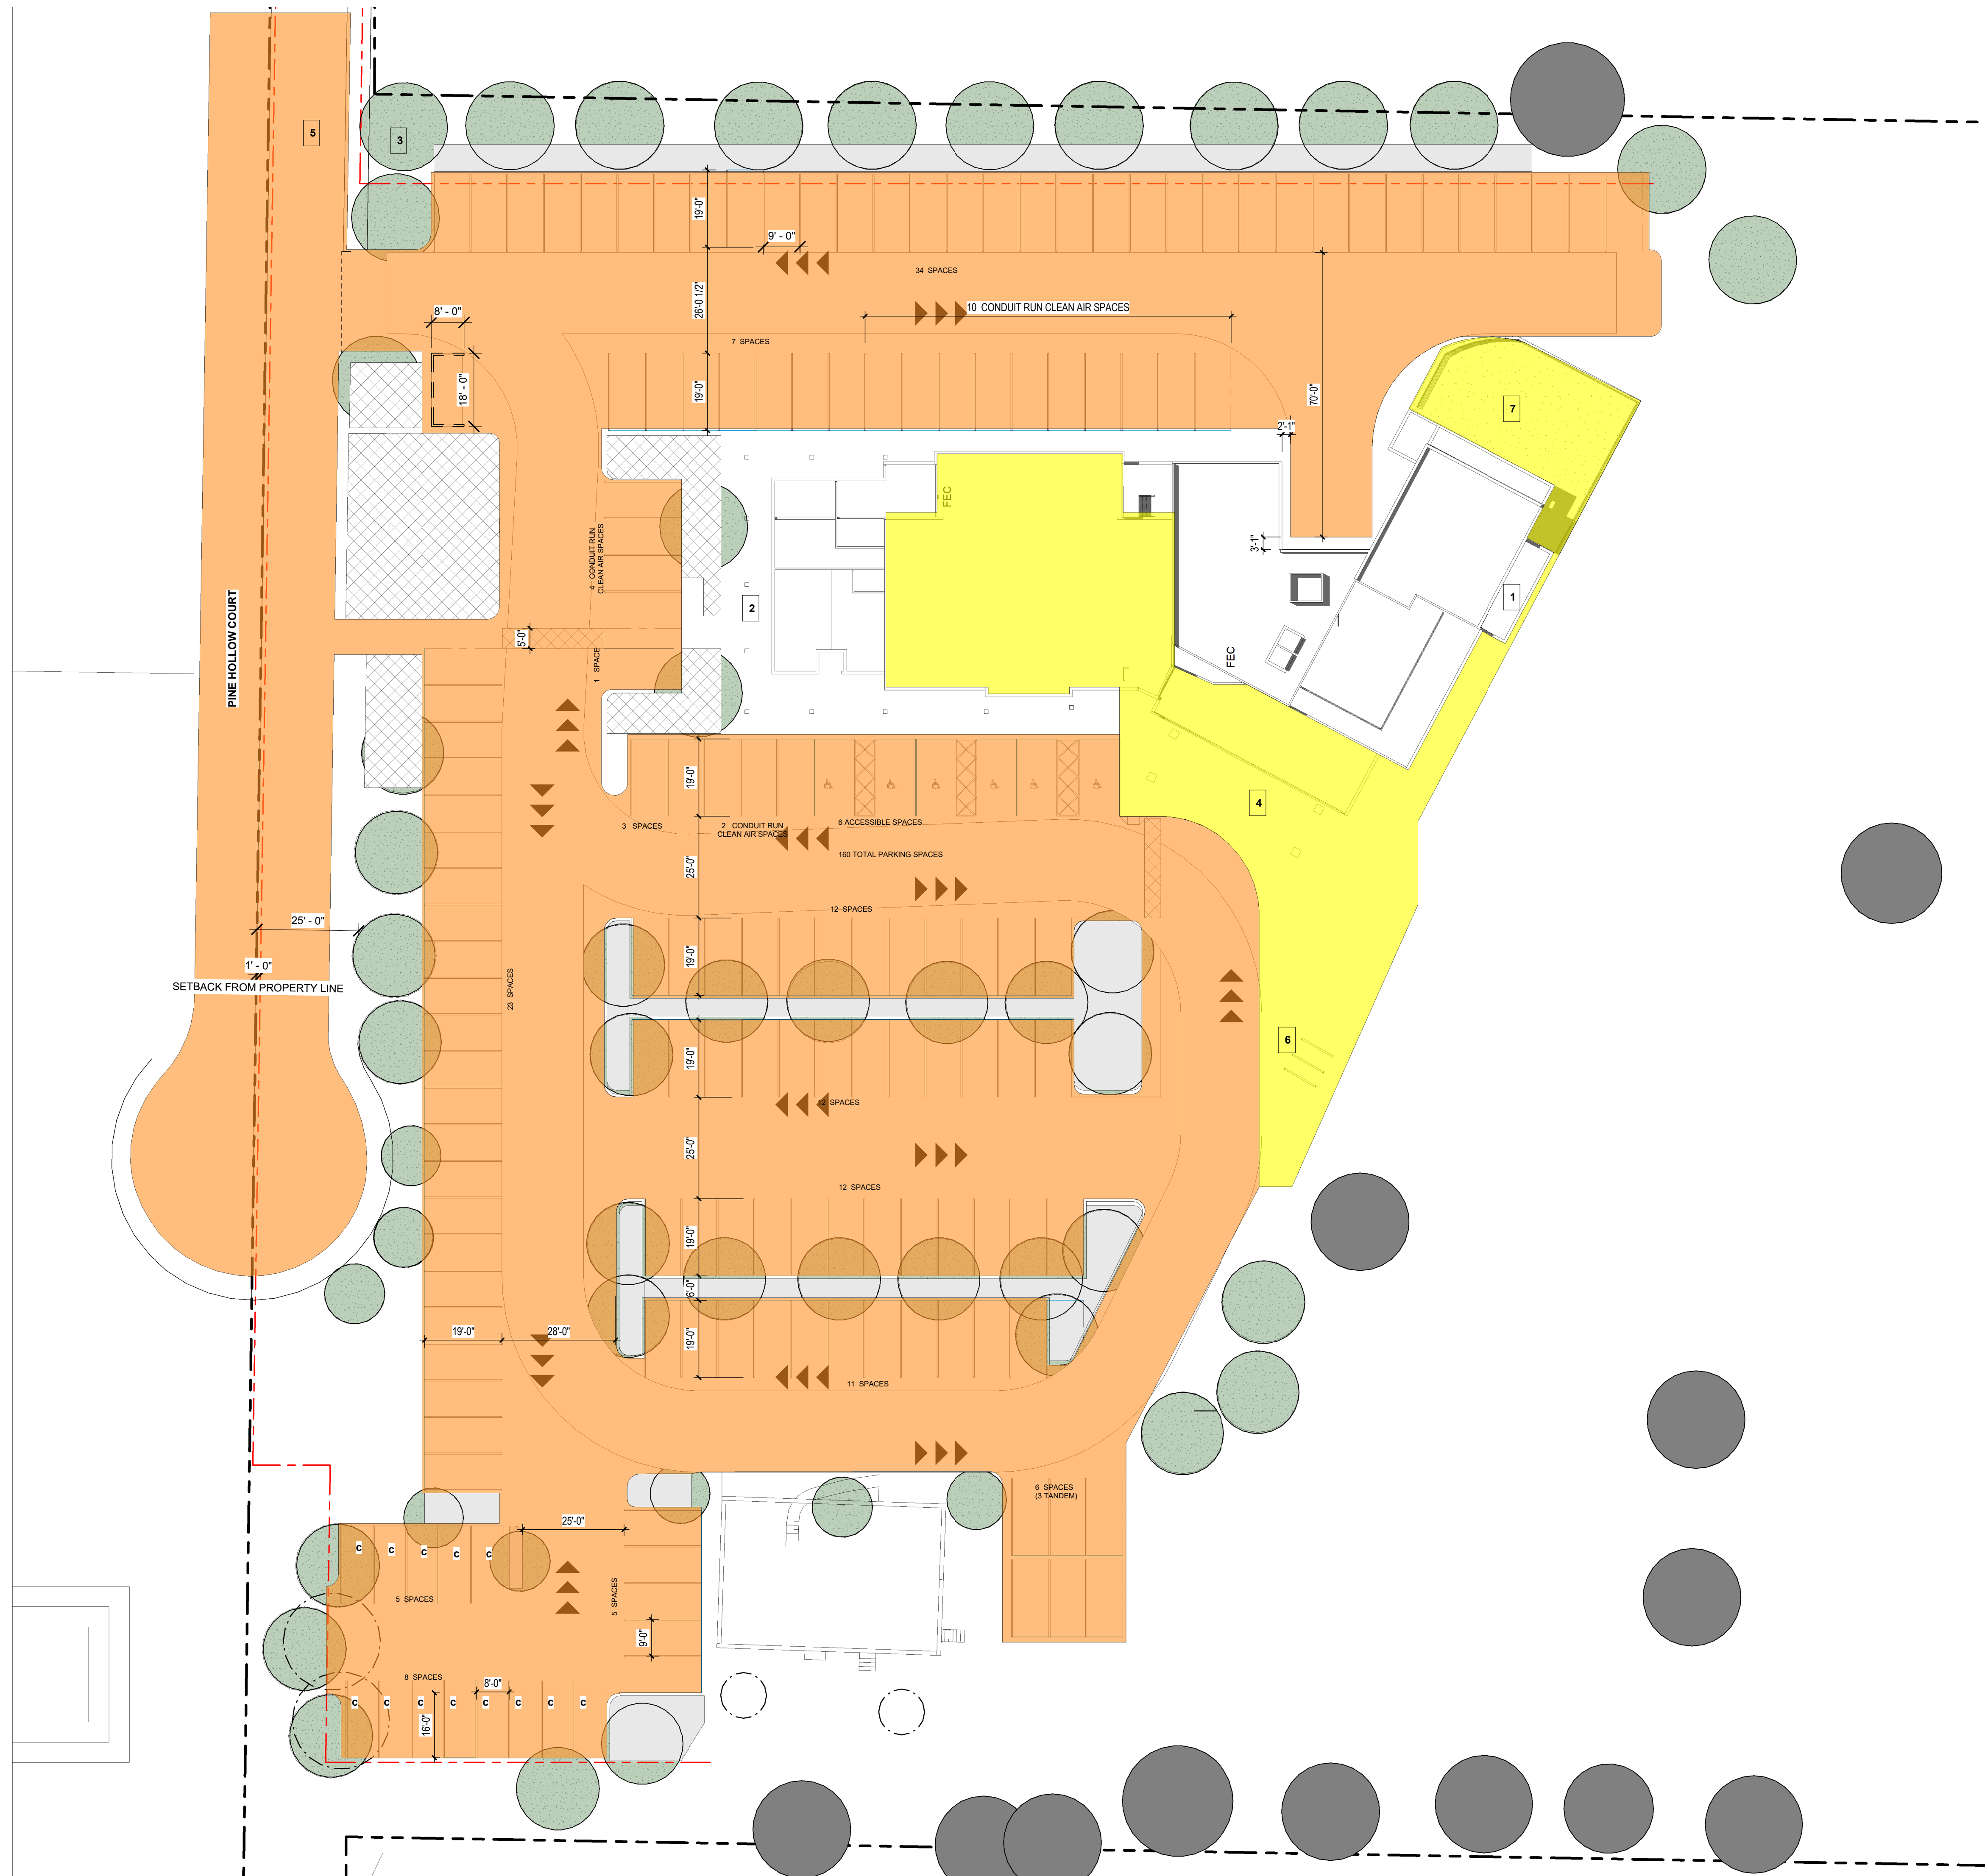 5
3
19'-0"
9' - 0"
34 SPACES
26'-0 1/2"
10 CONDUIT RUN CLEAN AIR SPACES
8' - 0"
7 SPACES
18' - 0"
19'-0"
70'-0"
7
2'-1"
FEC
4 CONDUIT RUN
CLEAN AIR SPACES
3'-1"
2
1
PINE HOLLOW COURT
5'-0"
1 SPACE
FEC
19'-0"
4
3 SPACES
2 CONDUIT RUN
CLEAN AIR SPACES
6 ACCESSIBLE SPACES
160 TOTAL PARKING SPACES
25'-0"
12 SPACES
25' - 0"
19'-0"
1' - 0"
SETBACK FROM PROPERTY LINE
23 SPACES
6
19'-0"
12 SPACES
25'-0"
12 SPACES
19'-0"
6'-0"
19'-0"
28'-0"
19'-0"
11 SPACES
6 SPACES
(3 TANDEM)
25'-0"
c c c c c
5 SPACES
5 SPACES
9'-0"
8 SPACES
8'-0"
c c c c c c c c
16'-0"